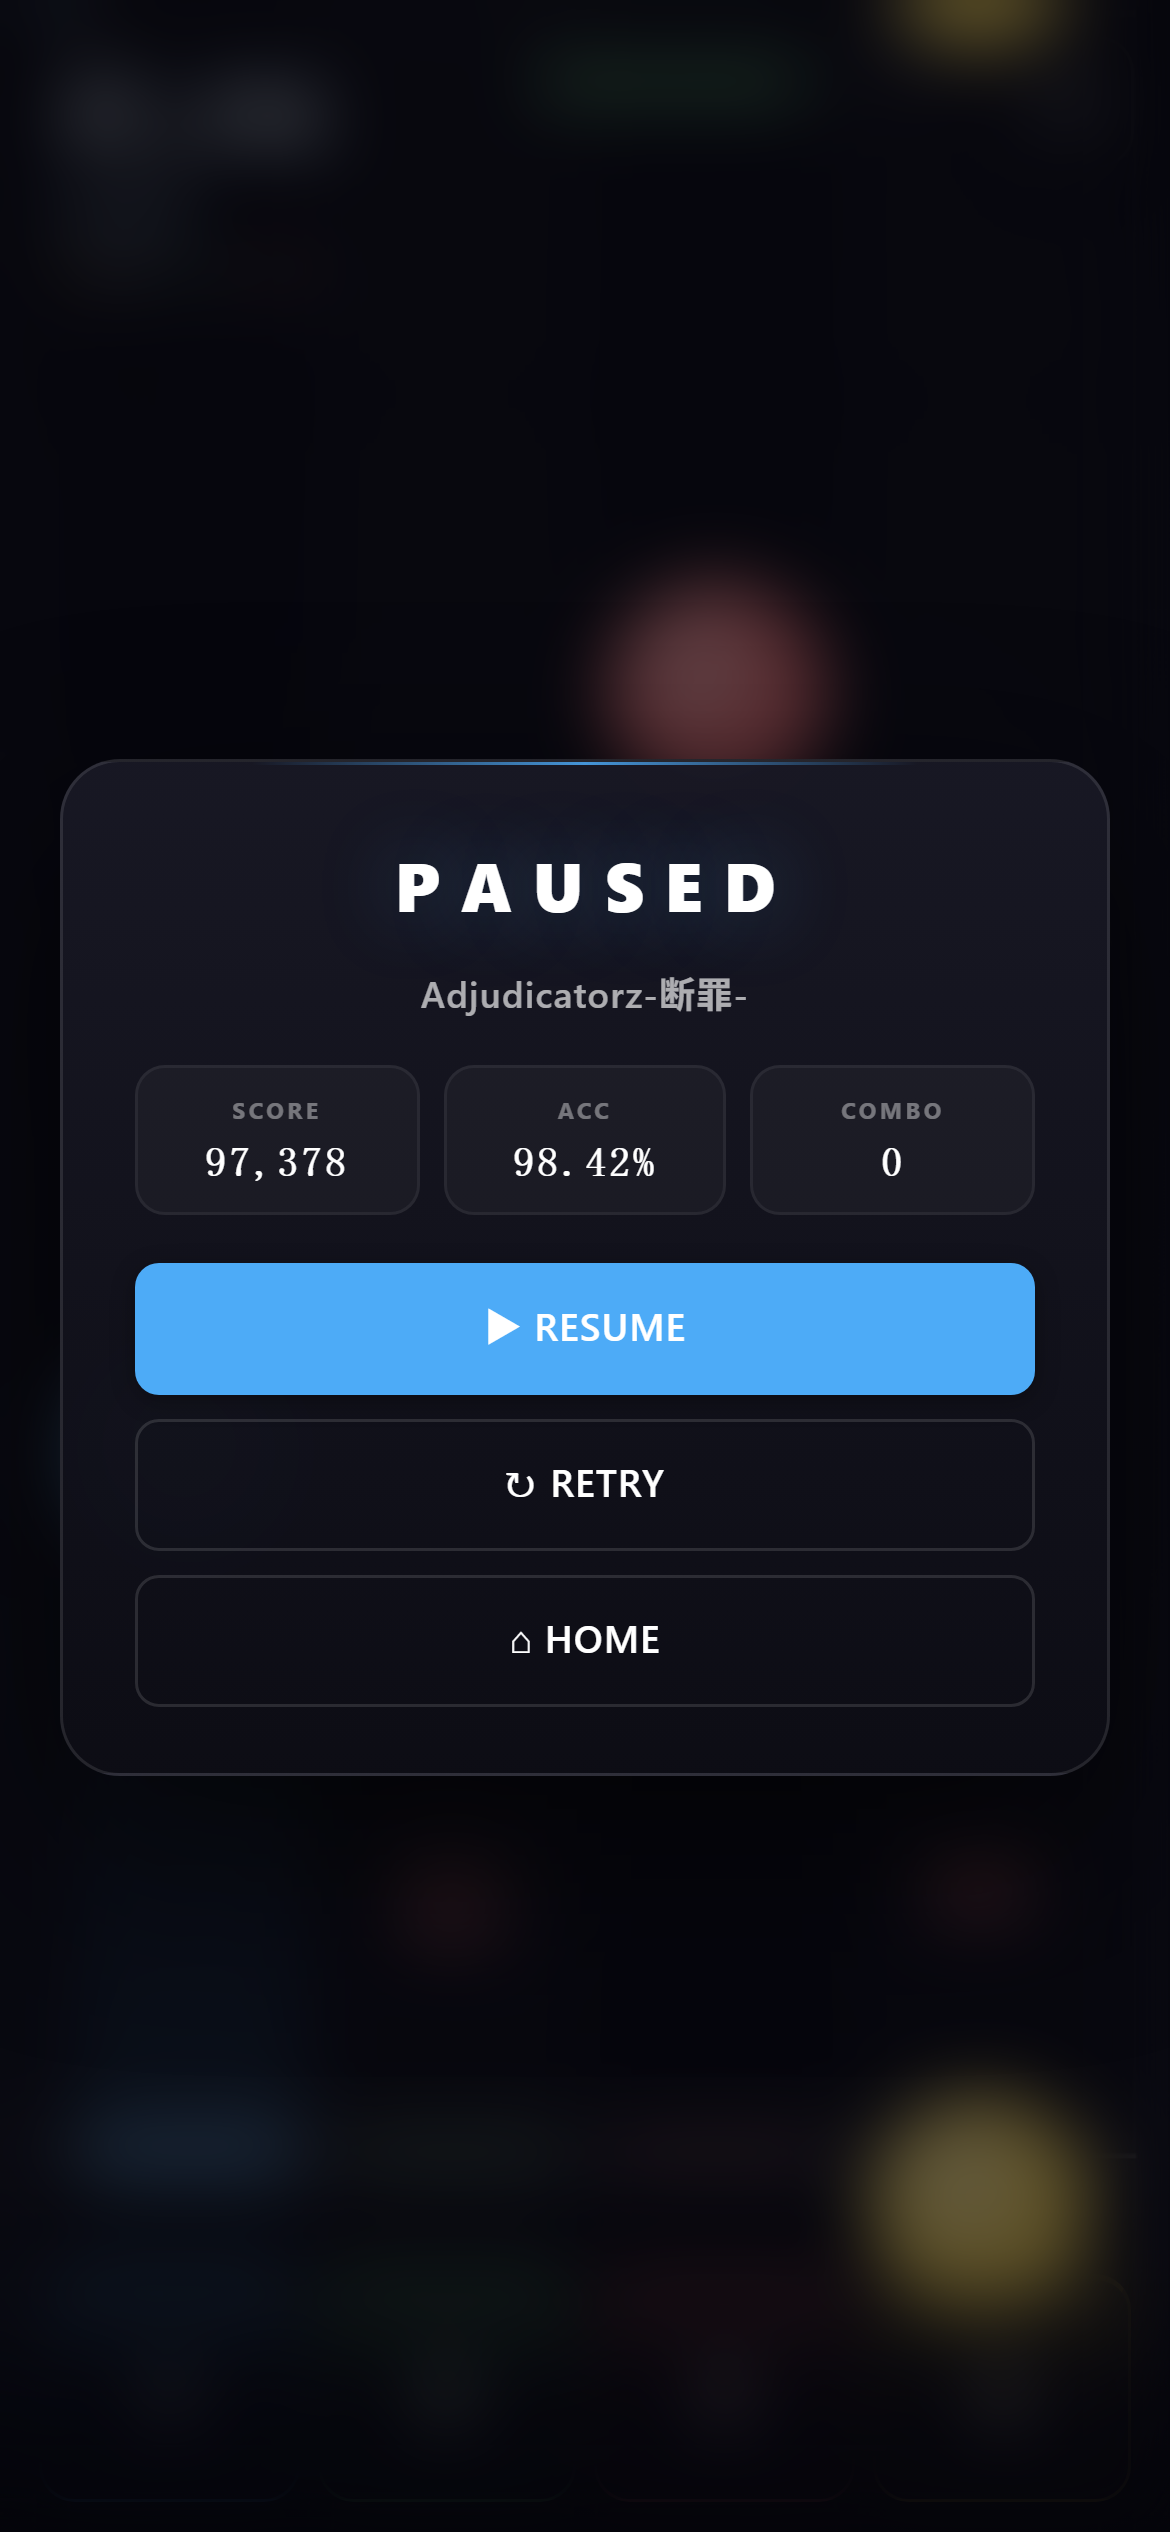 PAUSED
Adjudicatorz-断罪-
SCORE
97,378
ACC
98.42%
COMBO
0
▶ RESUME
↻ RETRY
⌂ HOME